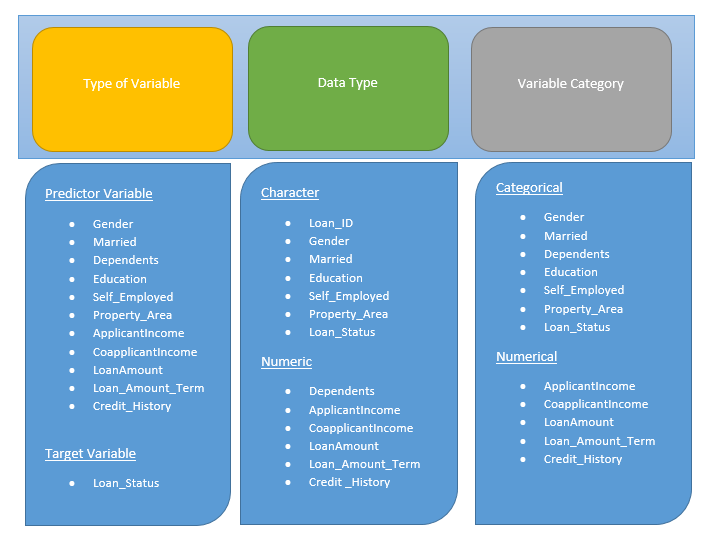 Type of Variable
Data Type
Variable Category
Predictor Variable
Gender
Married
Dependents
Education
Self_Employed
Property_Area
ApplicantIncome
CoapplicantIncome
LoanAmount
Loan_Amount_Term
Credit_History
Target Variable
Loan_Status
Character
Loan_ID
Gender
Married
Education
Self_Employed
Property_Area
Loan_Status
Numeric
Dependents
ApplicantIncome
CoapplicantIncome
LoanAmount
Loan_Amount_Term
Credit _History
Categorical
Gender
Married
Dependents
Education
Self_Employed
Property_Area
Loan_Status
Numerical
ApplicantIncome
CoapplicantIncome
LoanAmount
Loan_Amount_Term
Credit_History